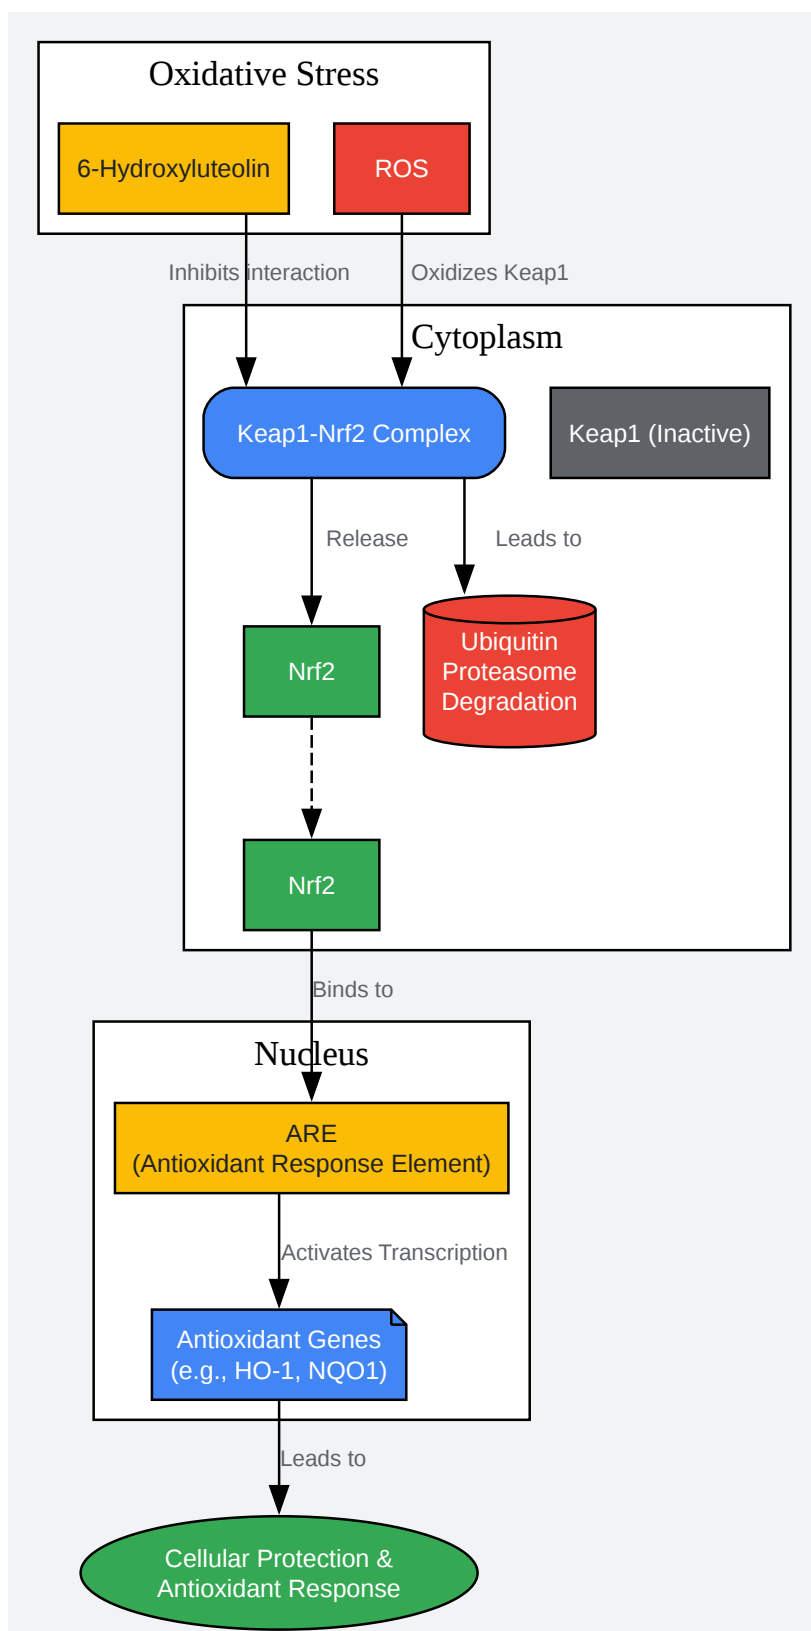 Oxidative Stress
6-Hydroxyluteolin
ROS
Inhibits interaction
Oxidizes Keap1
Cytoplasm
Keap1-Nrf2 Complex
Keap1 (Inactive)
Release
Leads to
Nrf2
Ubiquitin
Proteasome
Degradation
Nrf2
Binds to
Nucleus
ARE
(Antioxidant Response Element)
Activates Transcription
Antioxidant Genes
(e.g., HO-1, NQO1)
Leads to
Cellular Protection &
Antioxidant Response